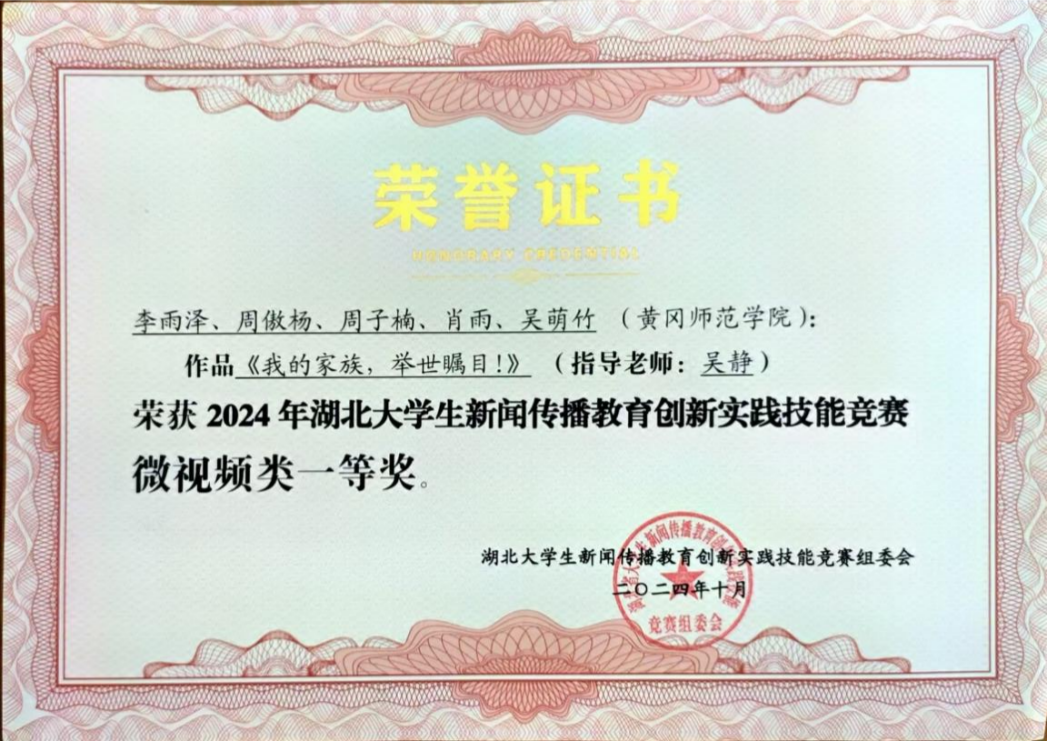 荣誉证书
HONORARY CREDENTIAL
李雨泽、周傲杨、周子楠、肖雨、吴萌竹（黄冈师范学院）：
作品《我的家族，举世瞩目！》（指导老师：吴静）
荣获2024年湖北大学生新闻传播教育创新实践技能竞赛
微视频类一等奖。
湖北大学生新闻传播教育创新实践技能竞赛组委会
二〇二四年十月
竞赛组委会